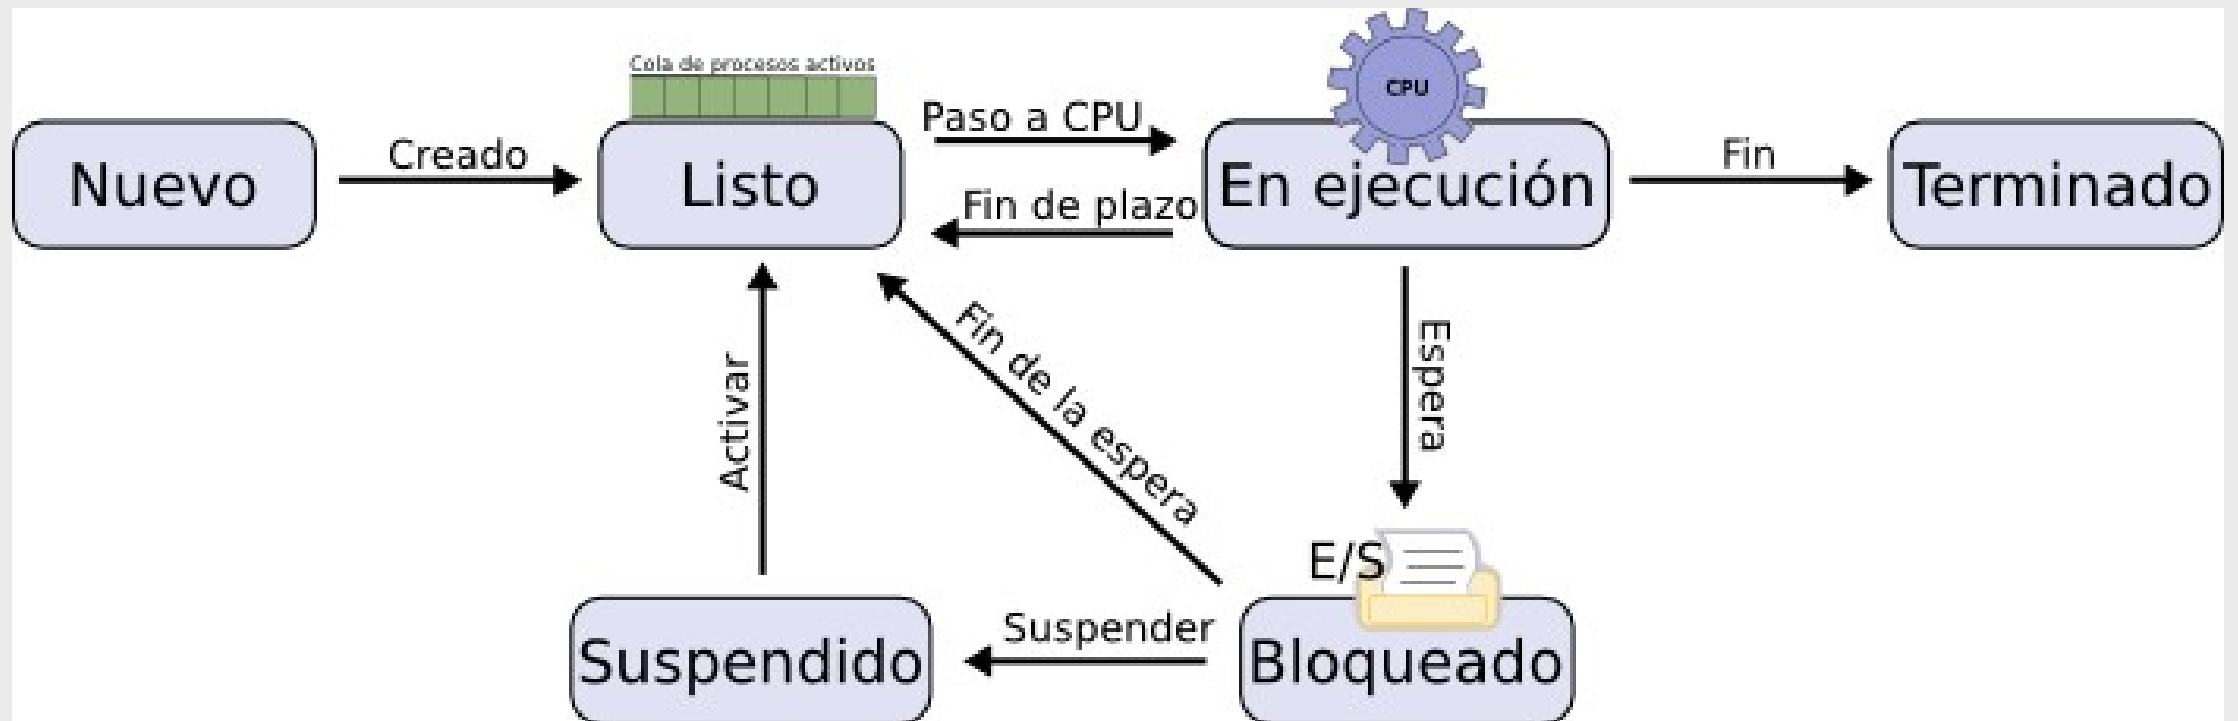 Cola de procesos activos
CPU
Nuevo
Creado
Listo
Paso a CPU
Fin de plazo
En ejecución
Fin
Terminado
Activar
Fin de la espera
Espera
E/S
Suspendido
Suspender
Bloqueado